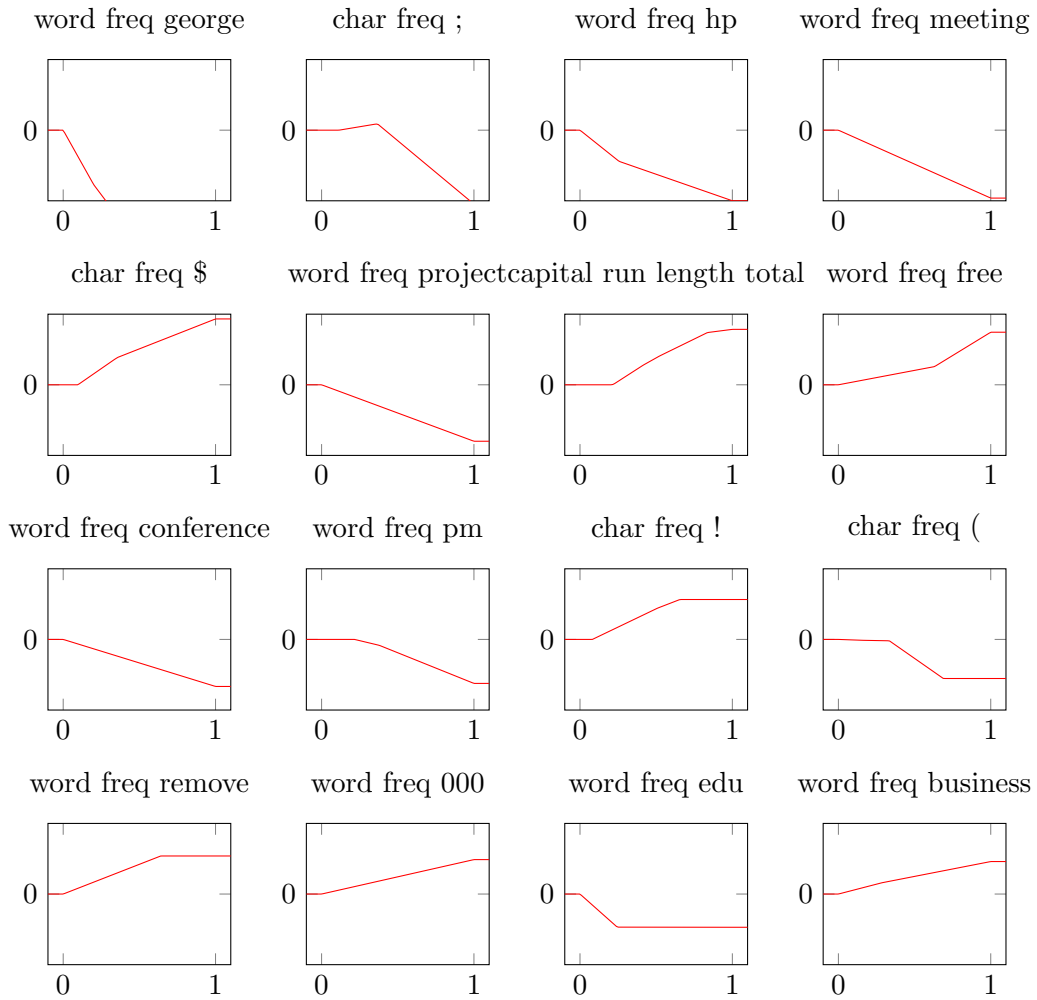 word freq george char freq ; word freq hp word freq meeting
0 0 0 0
0 1 0 1 0 1 0 1
char freq $ word freq projectcapital run length total word freq free
0 0 0 0
0 1 0 1 0 1 0 1
word freq conference word freq pm char freq ! char freq (
0 0 0 0
0 1 0 1 0 1 0 1
word freq remove word freq 000 word freq edu word freq business
0 0 0 0
0 1 0 1 0 1 0 1